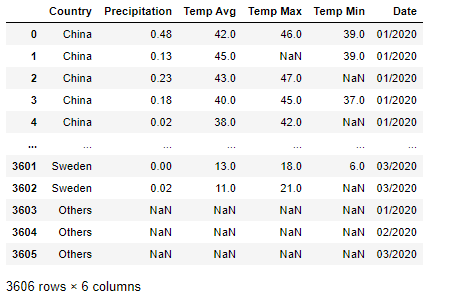 Country Precipitation Temp Avg Temp Max Temp Min Date
0 China 0.48 42.0 46.0 39.0 01/2020
1 China 0.13 45.0 NaN 39.0 01/2020
2 China 0.23 43.0 47.0 NaN 01/2020
3 China 0.18 40.0 45.0 37.0 01/2020
4 China 0.02 38.0 42.0 NaN 01/2020
... ... ... ... ... ... ...
3601 Sweden 0.00 13.0 18.0 6.0 03/2020
3602 Sweden 0.02 11.0 21.0 NaN 03/2020
3603 Others NaN NaN NaN NaN 01/2020
3604 Others NaN NaN NaN NaN 02/2020
3605 Others NaN NaN NaN NaN 03/2020
3606 rows × 6 columns